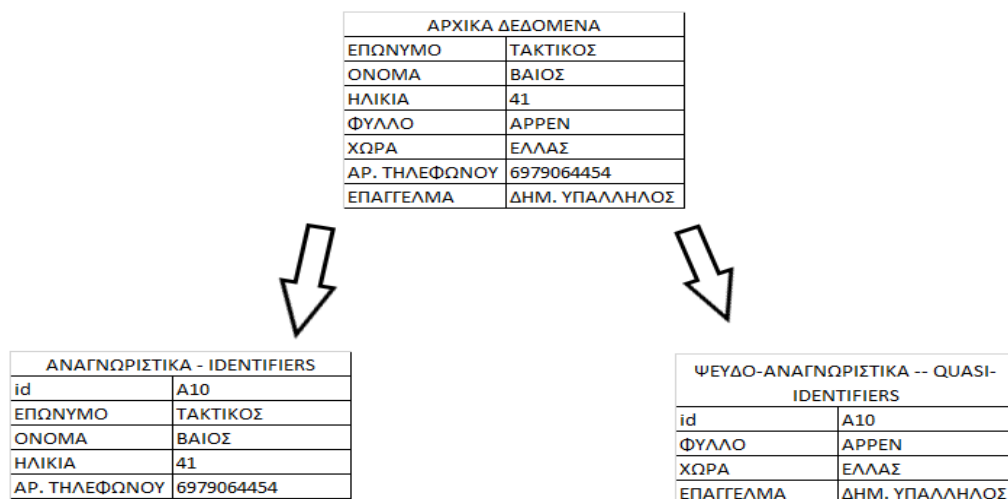 ΑΡΧΙΚΑ ΔΕΔΟΜΕΝΑ
ΕΠΩΝΥΜΟ ΤΑΚΤΙΚΟΣ
ΟΝΟΜΑ ΒΑΙΟΣ
ΗΛΙΚΙΑ 41
ΦΥΛΛΟ ΑΡΡΕΝ
ΧΩΡΑ ΕΛΛΑΣ
ΑΡ. ΤΗΛΕΦΩΝΟΥ 6979064454
ΕΠΑΓΓΕΛΜΑ ΔΗΜ. ΥΠΑΛΛΗΛΟΣ
ΑΝΑΓΝΩΡΙΣΤΙΚΑ - IDENTIFIERS
id A10
ΕΠΩΝΥΜΟ ΤΑΚΤΙΚΟΣ
ΟΝΟΜΑ ΒΑΙΟΣ
ΗΛΙΚΙΑ 41
ΑΡ. ΤΗΛΕΦΩΝΟΥ 6979064454
ΨΕΥΔΟ-ΑΝΑΓΝΩΡΙΣΤΙΚΑ -- QUASI-
IDENTIFIERS
id A10
ΦΥΛΛΟ ΑΡΡΕΝ
ΧΩΡΑ ΕΛΛΑΣ
ΕΠΑΓΓΕΛΜΑ ΔΗΜ. ΥΠΑΛΛΗΛΟΣ